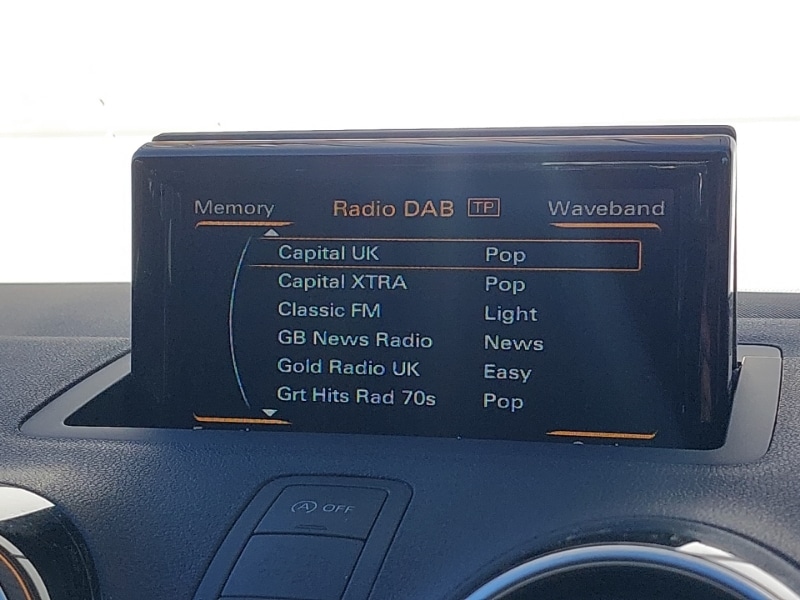 Memory Radio DAB TP Waveband
Capital UK Pop
Capital XTRA Pop
Classic FM Light
GB News Radio News
Gold Radio UK Easy
Grt Hits Rad 70s Pop
A OFF